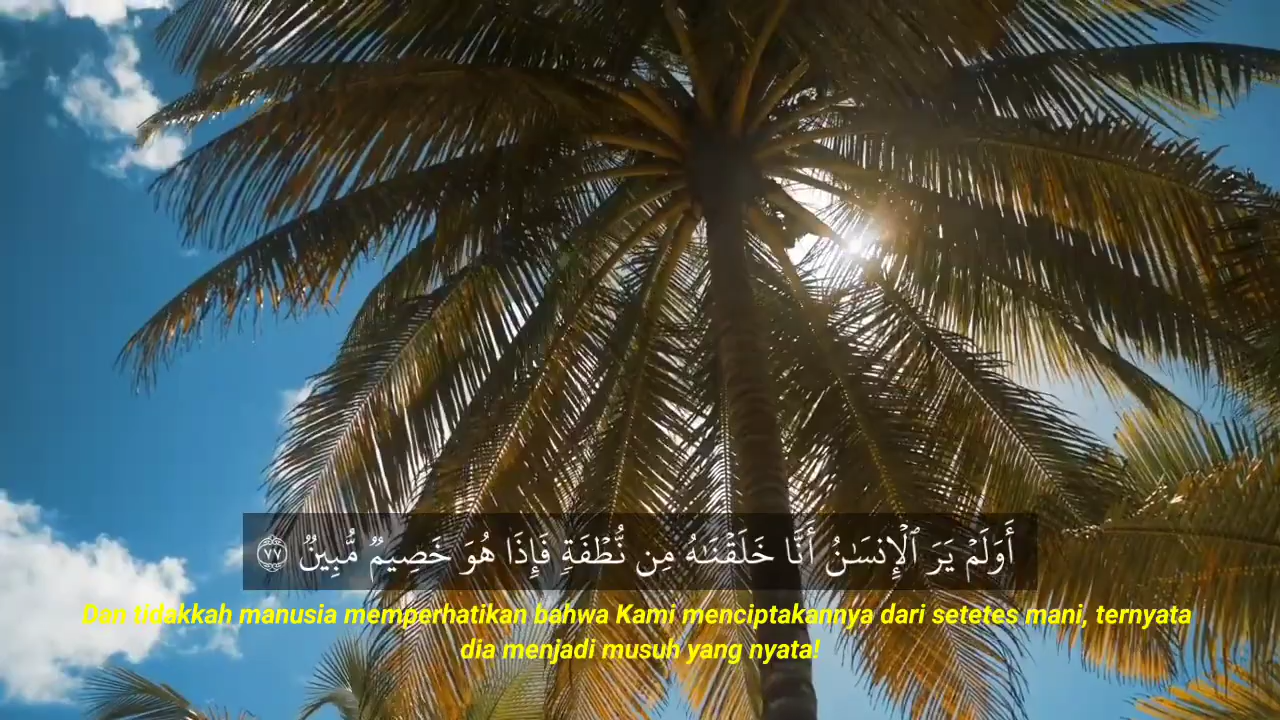 أَوَلَمۡ يَرَ ٱلۡإِنسَـٰنُ أَنَّا خَلَقۡنَـٰهُ مِن نُّطۡفَةٍ فَإِذَا هُوَ خَصِيمٌ مُّبِينٌ ٧٧
Dan tidakkah manusia memperhatikan bahwa Kami menciptakannya dari setetes mani, ternyata
dia menjadi musuh yang nyata!